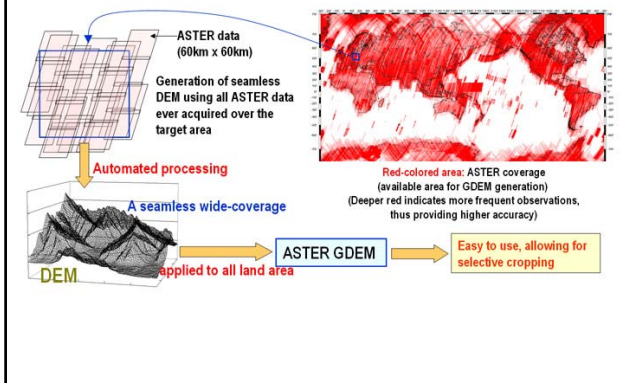 ASTER data
(60km x 60km)
Generation of seamless
DEM using all ASTER data
ever acquired over the
target area
Red-colored area: ASTER coverage
(available area for GDEM generation)
(Deeper red indicates more frequent observations,
thus providing higher accuracy)
Automated processing
A seamless wide-coverage
DEM
applied to all land area
ASTER GDEM
Easy to use, allowing for
selective cropping